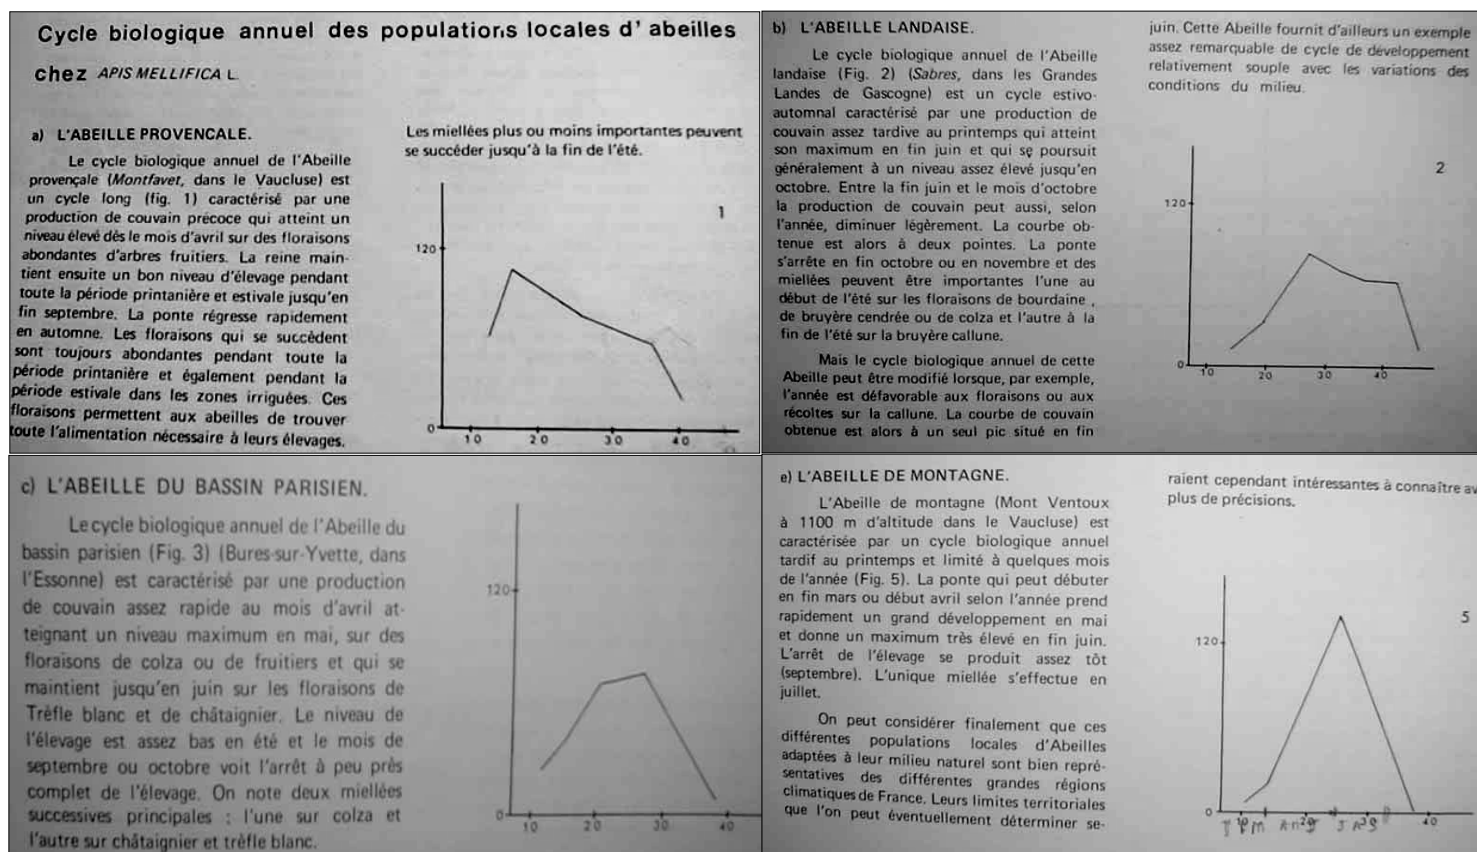 Cycle biologique annuel des populations locales d' abeilles
chez APIS MELLIFICA L.
a) L'ABEILLE PROVENCALE.
Le cycle biologique annuel de l'Abeille
provençale (Montfavet, dans le Vaucluse) est
un cycle long (fig. 1) caractérisé par une
production de couvain précoce qui atteint un
niveau élevé dès le mois d'avril sur des floraisons
abondantes d'arbres fruitiers. La reine main-
tient ensuite un bon niveau d'élevage pendant
toute la période printanière et estivale jusqu'en
fin septembre. La ponte régresse rapidement
en automne. Les floraisons qui se succèdent
sont toujours abondantes pendant toute la
période printanière et également pendant la
période estivale dans les zones irriguées. Ces
floraisons permettent aux abeilles de trouver
toute l'alimentation nécessaire à leurs élevages.
Les miellées plus ou moins importantes peuvent
se succéder jusqu'à la fin de l'été.
1
120
0
10 20 30 40
b) L'ABEILLE LANDAISE.
Le cycle biologique annuel de l'Abeille
landaise (Fig. 2) (Sabres, dans les Grandes
Landes de Gascogne) est un cycle estivo-
automnal caractérisé par une production de
couvain assez tardive au printemps qui atteint
son maximum en fin juin et qui se poursuit
généralement à un niveau assez élevé jusqu'en
octobre. Entre la fin juin et le mois d'octobre
la production de couvain peut aussi, selon
l'année, diminuer légèrement. La courbe ob-
tenue est alors à deux pointes. La ponte
s'arrête en fin octobre ou en novembre et des
miellées peuvent être importantes l'une au
début de l'été sur les floraisons de bourdaine ,
de bruyère cendrée ou de colza et l'autre à la
fin de l'été sur la bruyère callune.
Mais le cycle biologique annuel de cette
Abeille peut être modifié lorsque, par exemple,
l'année est défavorable aux floraisons ou aux
récoltes sur la callune. La courbe de couvain
obtenue est alors à un seul pic situé en fin
juin. Cette Abeille fournit d'ailleurs un exemple
assez remarquable de cycle de développement
relativement souple avec les variations des
conditions du milieu.
2
120
0
10 20 30 40
c) L'ABEILLE DU BASSIN PARISIEN.
Le cycle biologique annuel de l'Abeille du
bassin parisien (Fig. 3) (Bures-sur-Yvette, dans
l'Essonne) est caractérisé par une production
de couvain assez rapide au mois d'avril at-
teignant un niveau maximum en mai, sur des
floraisons de colza ou de fruitiers et qui se
maintient jusqu'en juin sur les floraisons de
Trèfle blanc et de châtaignier. Le niveau de
l'élevage est assez bas en été et le mois de
septembre ou octobre voit l'arrêt à peu près
complet de l'élevage. On note deux miellées
successives principales : l'une sur colza et
l'autre sur châtaignier et trèfle blanc.
120
0
10 20 30 40
e) L'ABEILLE DE MONTAGNE.
L'Abeille de montagne (Mont Ventoux
à 1100 m d'altitude dans le Vaucluse) est
caractérisée par un cycle biologique annuel
tardif au printemps et limité à quelques mois
de l'année (Fig. 5). La ponte qui peut débuter
en fin mars ou début avril selon l'année prend
rapidement un grand développement en mai
et donne un maximum très élevé en fin juin.
L'arrêt de l'élevage se produit assez tôt
(septembre). L'unique miellée s'effectue en
juillet.
On peut considérer finalement que ces
différentes populations locales d'Abeilles
adaptées à leur milieu naturel sont bien repré-
sentatives des différentes grandes régions
climatiques de France. Leurs limites territoriales
que l'on peut éventuellement déterminer se-
raient cependant intéressantes à connaître av
plus de précisions.
5
120
0
10 20 30 40